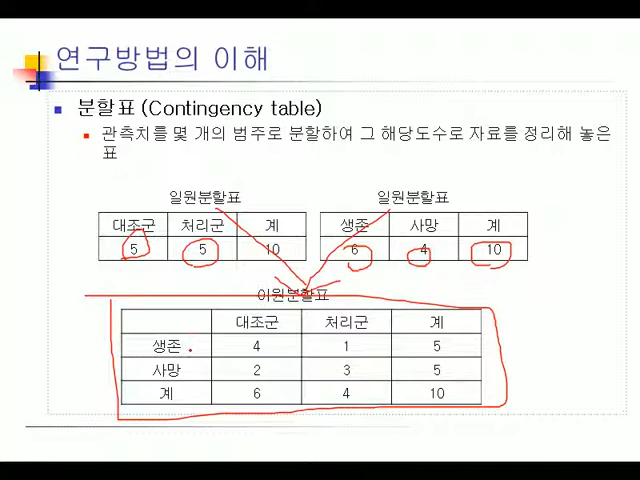 연구방법의 이해
분할표 (Contingency table)
관측치를 몇 개의 범주로 분할하여 그 해당도수로 자료를 정리해 놓은
표
일원분할표 일원분할표
대조군 처리군 계 생존 사망 계
5 5 10 6 4 10
이원분할표
대조군 처리군 계
생존 4 1 5
사망 2 3 5
계 6 4 10